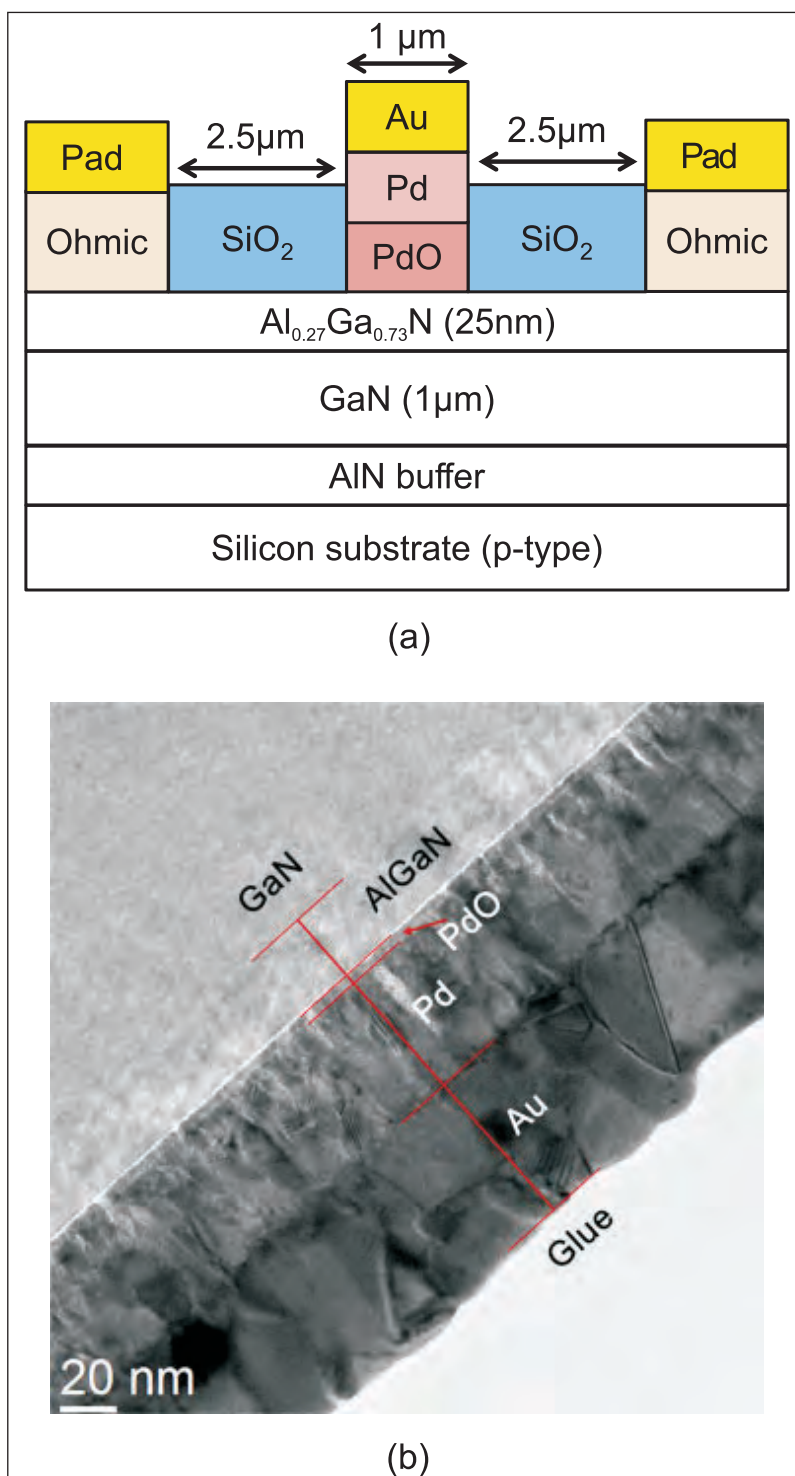 1 µm
Au
2.5µm
2.5µm
Pad
Pd
Pad
Ohmic
SiO₂
PdO
SiO₂
Ohmic
Al₀.₂₇Ga₀.₇₃N (25nm)
GaN (1µm)
AlN buffer
Silicon substrate (p-type)
(a)
GaN
AlGaN
PdO
Pd
Au
Glue
20 nm
(b)